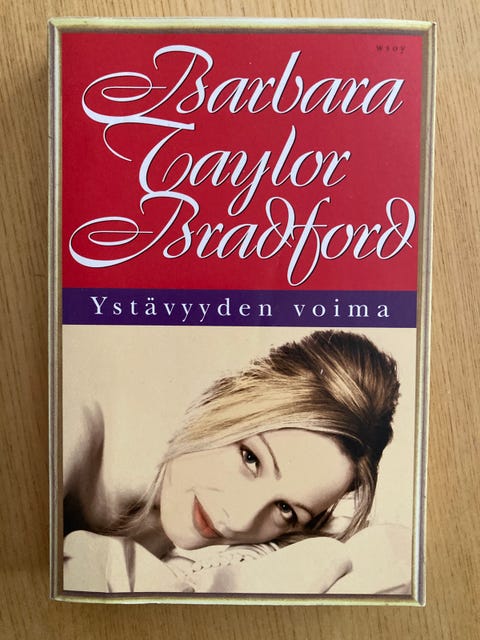 wsoy
Barbara
Taylor
Bradford
Ystävyyden voima